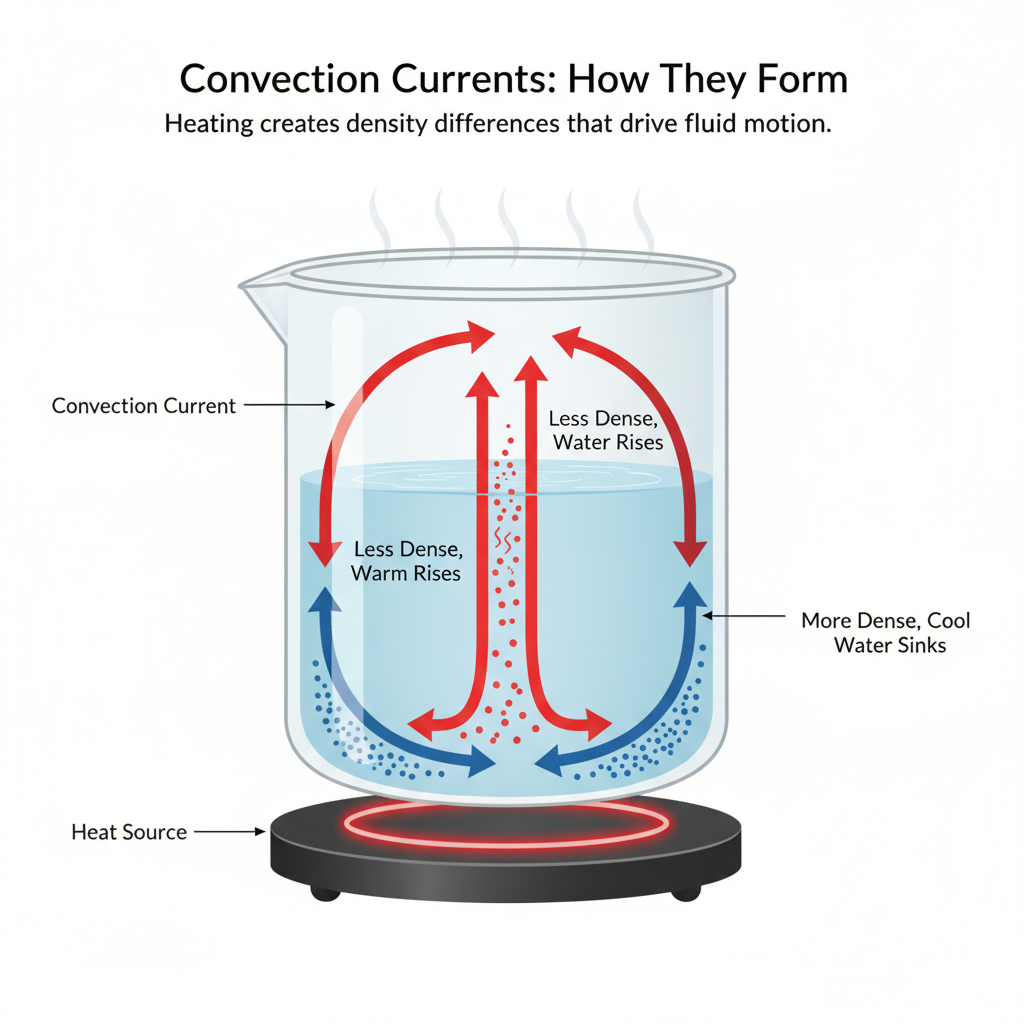 Convection Currents: How They Form
Heating creates density differences that drive fluid motion.
Convection Current
Less Dense,
Water Rises
Less Dense,
Warm Rises
More Dense, Cool
Water Sinks
Heat Source